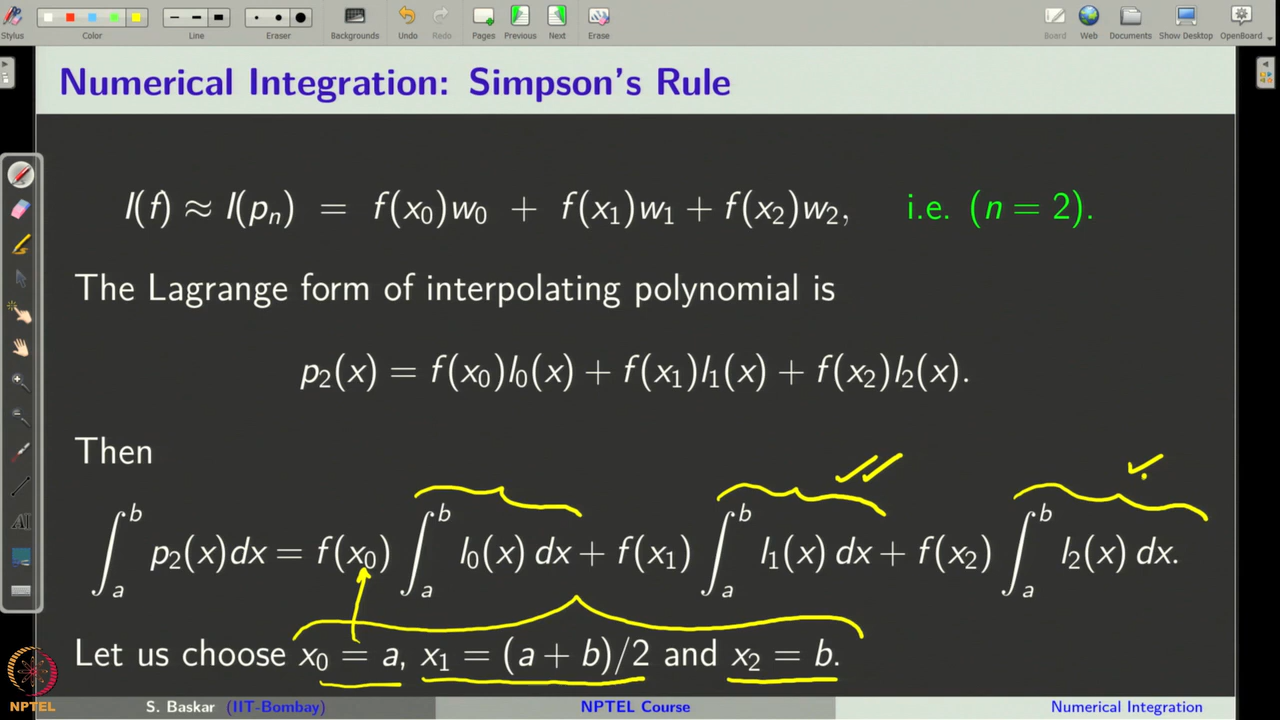 Stylus Color Line Eraser Backgrounds Undo Redo Pages Previous Next Erase Board Web Documents Show Desktop OpenBoard
Numerical Integration: Simpson's Rule
I(f) ≈ I(pₙ) = f(x₀)w₀ + f(x₁)w₁ + f(x₂)w₂, i.e. (n = 2).
The Lagrange form of interpolating polynomial is
p₂(x) = f(x₀)l₀(x) + f(x₁)l₁(x) + f(x₂)l₂(x).
Then
∫ₐᵇ p₂(x)dx = f(x₀) ∫ₐᵇ l₀(x) dx + f(x₁) ∫ₐᵇ l₁(x) dx + f(x₂) ∫ₐᵇ l₂(x) dx.
Let us choose x₀ = a, x₁ = (a + b)/2 and x₂ = b.
NPTEL S. Baskar (IIT-Bombay) NPTEL Course Numerical Integration